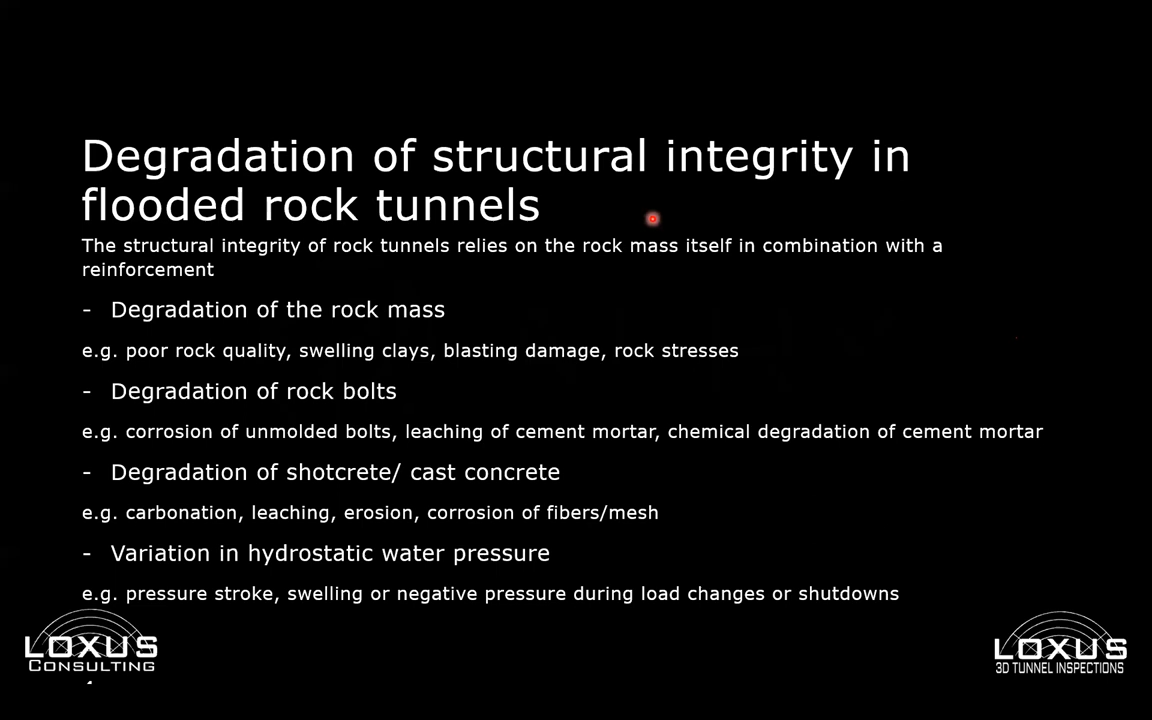 Degradation of structural integrity in
flooded rock tunnels
The structural integrity of rock tunnels relies on the rock mass itself in combination with a
reinforcement
- Degradation of the rock mass
e.g. poor rock quality, swelling clays, blasting damage, rock stresses
- Degradation of rock bolts
e.g. corrosion of unmolded bolts, leaching of cement mortar, chemical degradation of cement mortar
- Degradation of shotcrete/ cast concrete
e.g. carbonation, leaching, erosion, corrosion of fibers/mesh
- Variation in hydrostatic water pressure
e.g. pressure stroke, swelling or negative pressure during load changes or shutdowns
LOXUS
CONSULTING
LOXUS
3D TUNNEL INSPECTIONS